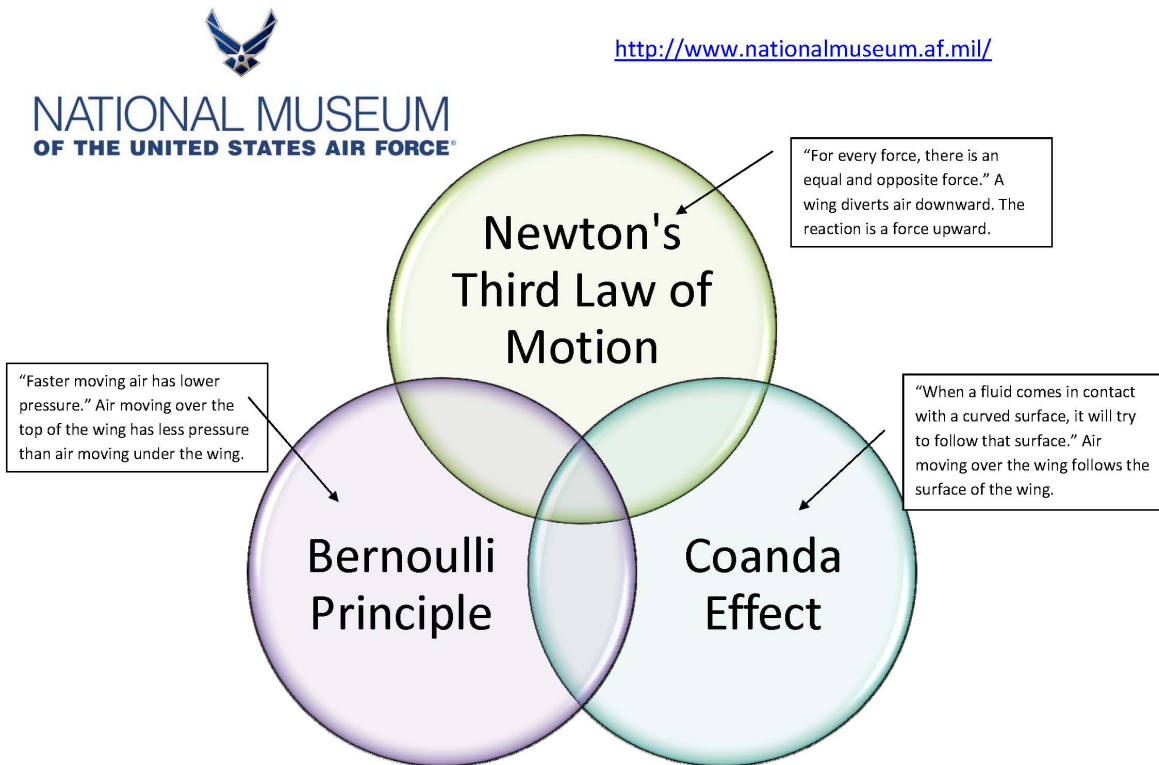 http://www.nationalmuseum.af.mil/
NATIONAL MUSEUM
OF THE UNITED STATES AIR FORCE®
“For every force, there is an
equal and opposite force.” A
wing diverts air downward. The
reaction is a force upward.
Newton's
Third Law of
Motion
“Faster moving air has lower
pressure.” Air moving over the
top of the wing has less pressure
than air moving under the wing.
“When a fluid comes in contact
with a curved surface, it will try
to follow that surface.” Air
moving over the wing follows the
surface of the wing.
Bernoulli
Principle
Coanda
Effect